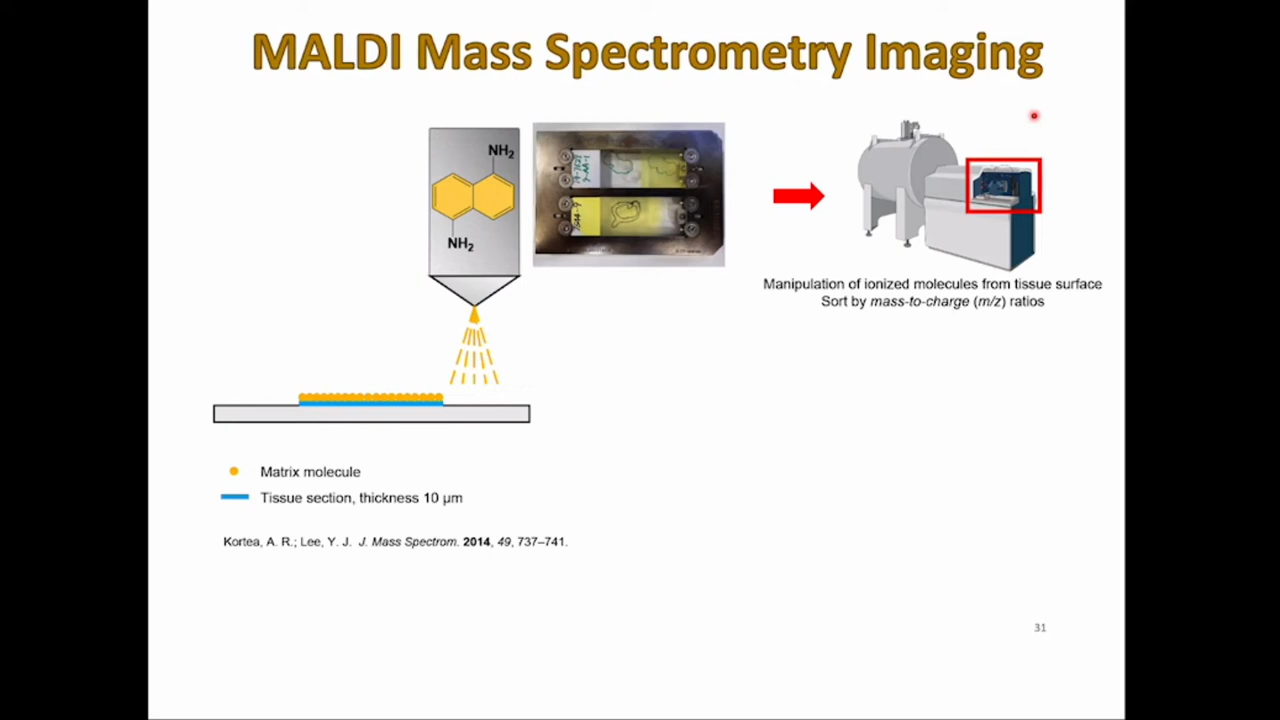 MALDI Mass Spectrometry Imaging
NH2
NH2
Manipulation of ionized molecules from tissue surface
Sort by mass-to-charge (m/z) ratios
Matrix molecule
Tissue section, thickness 10 µm
Kortea, A. R.; Lee, Y. J. J. Mass Spectrom. 2014, 49, 737–741.
31